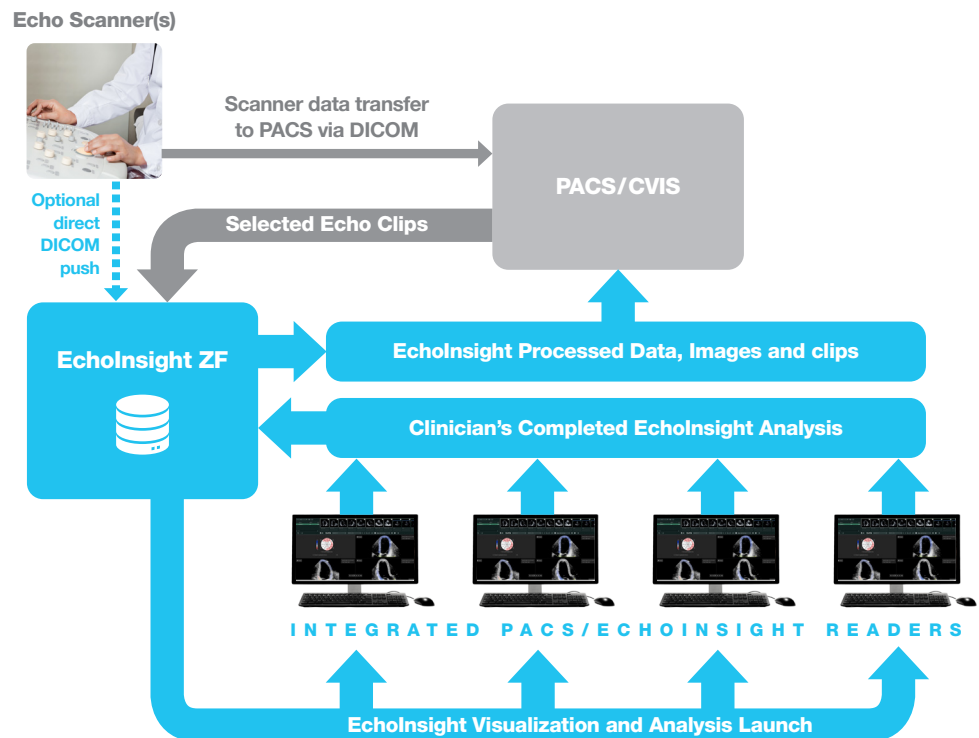 Echo Scanner(s)
Scanner data transfer
to PACS via DICOM
PACS/CVIS
Optional
direct
DICOM
push
Selected Echo Clips
EchoInsight ZF
EchoInsight Processed Data, Images and clips
Clinician’s Completed EchoInsight Analysis
INTEGRATED PACS/ECHOINSIGHT READERS
EchoInsight Visualization and Analysis Launch